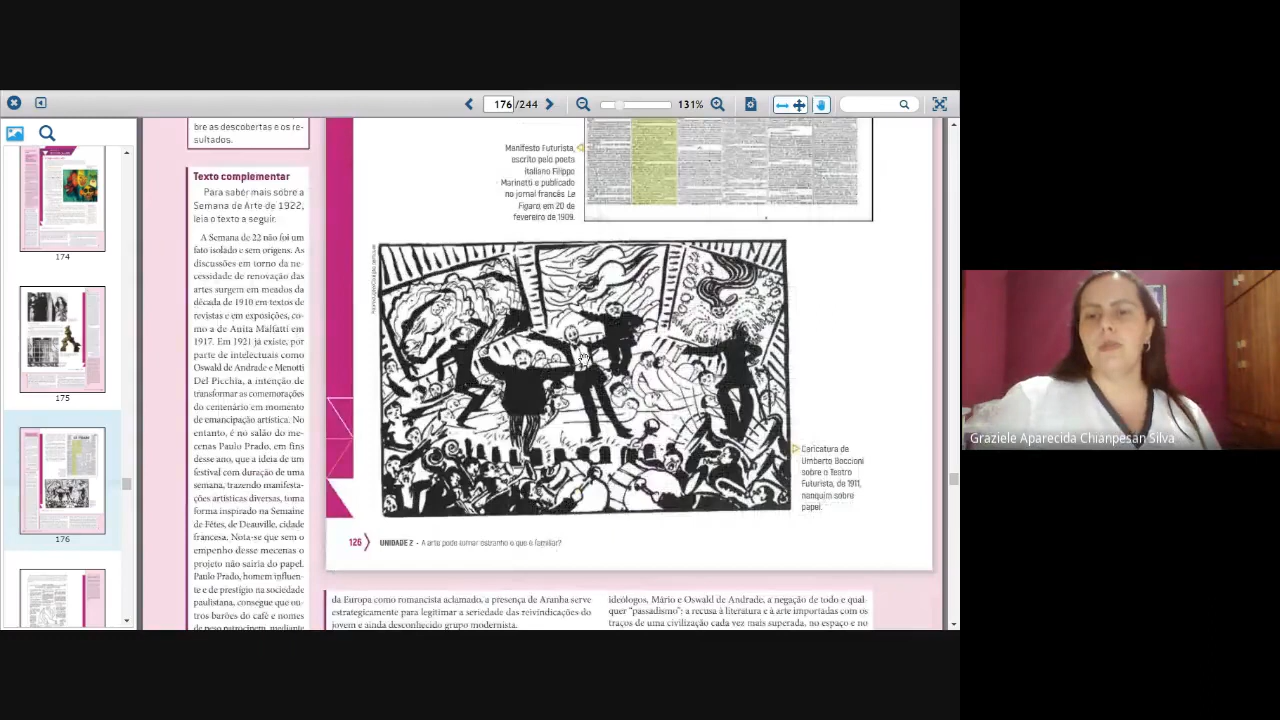 176 /244
131%
bre as descobertas e os re-
sultados.
Texto complementar
Para saber mais sobre a
Semana de Arte de 1922,
leia o texto a seguir.
A Semana de 22 não foi um
fato isolado e sem origens. As
discussões em torno da ne-
cessidade de renovação das
artes surgem em meados da
década de 1910 em textos de
revistas e em exposições, co-
mo a de Anita Malfatti em
1917. Em 1921 já existe, por
parte de intelectuais como
Oswald de Andrade e Menotti
Del Picchia, a intenção de
transformar as comemorações
do centenário em momento
de emancipação artística. No
entanto, é no salão do me-
cenas Paulo Prado, em fins
desse ano, que a ideia de um
festival com duração de uma
semana, trazendo manifesta-
ções artísticas diversas, toma
forma inspirado na Semaine
de Fêtes, de Deauville, cidade
francesa. Nota-se que sem o
empenho desse mecenas o
projeto não sairia do papel.
Paulo Prado, homem influen-
te e de prestígio na sociedade
paulistana, consegue que ou-
tros barões do café e nomes
de peso patrocinem, mediante
174
175
176
Manifesto Futurista,
escrito pelo poeta
italiano Filippo
Marinetti e publicado
no jornal francês Le
Figaro em 20 de
fevereiro de 1909.
Caricatura de
Umberto Boccioni
sobre o Teatro
Futurista, de 1911,
nanquim sobre
papel.
126 UNIDADE 2 - A arte pode tornar estranho o que é familiar?
da Europa como romancista aclamado, a presença de Aranha serve
estrategicamente para legitimar a seriedade das reivindicações do
jovem e ainda desconhecido grupo modernista.
ideólogos, Mário e Oswald de Andrade, a negação de todo e qual-
quer "passadismo": a recusa à literatura e à arte importadas com os
traços de uma civilização cada vez mais superada, no espaço e no
Graziele Aparecida Chianpesan Silva